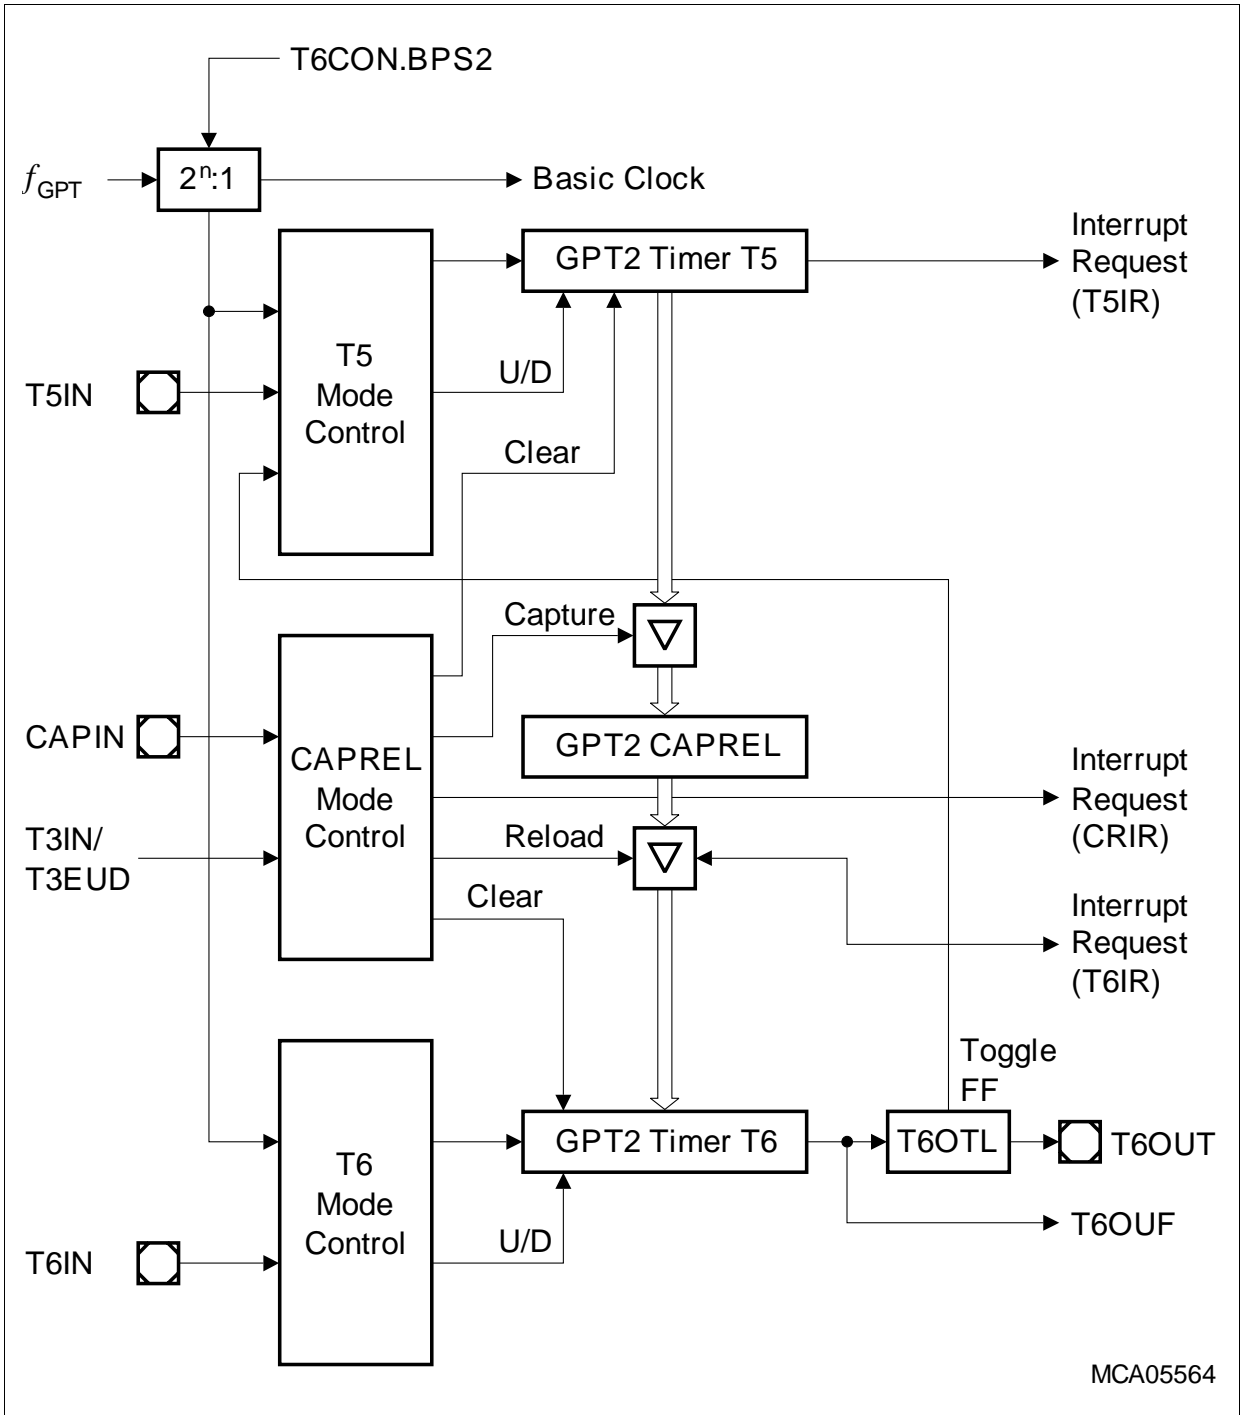 T6CON.BPS2
fGPT
2ⁿ:1
Basic Clock
Interrupt
Request
(T5IR)
GPT2 Timer T5
T5
Mode
Control
U/D
T5IN
Clear
Capture
CAPIN
CAPREL
Mode
Control
GPT2 CAPREL
Interrupt
Request
(CRIR)
T3IN/
T3EUD
Reload
Clear
Interrupt
Request
(T6IR)
Toggle
FF
GPT2 Timer T6
T6OTL
T6OUT
T6
Mode
Control
U/D
T6OUF
T6IN
MCA05564